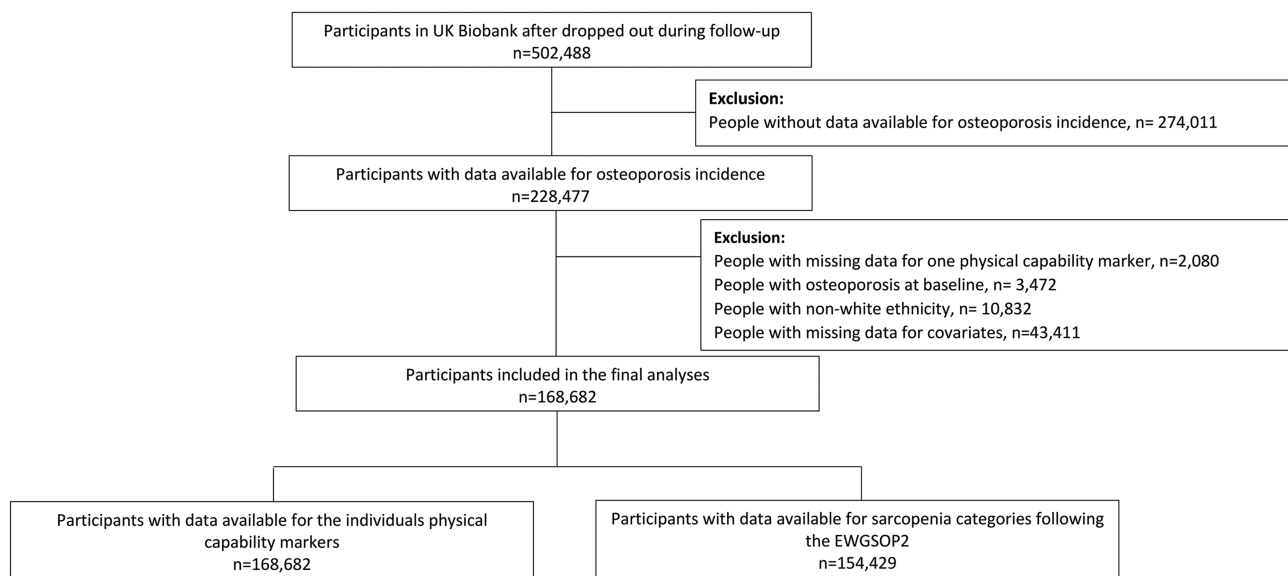 Participants in UK Biobank after dropped out during follow-up
n=502,488
Exclusion:
People without data available for osteoporosis incidence, n= 274,011
Participants with data available for osteoporosis incidence
n=228,477
Exclusion:
People with missing data for one physical capability marker, n=2,080
People with osteoporosis at baseline, n= 3,472
People with non-white ethnicity, n= 10,832
People with missing data for covariates, n=43,411
Participants included in the final analyses
n=168,682
Participants with data available for the individuals physical
capability markers
n=168,682
Participants with data available for sarcopenia categories following
the EWGSOP2
n=154,429